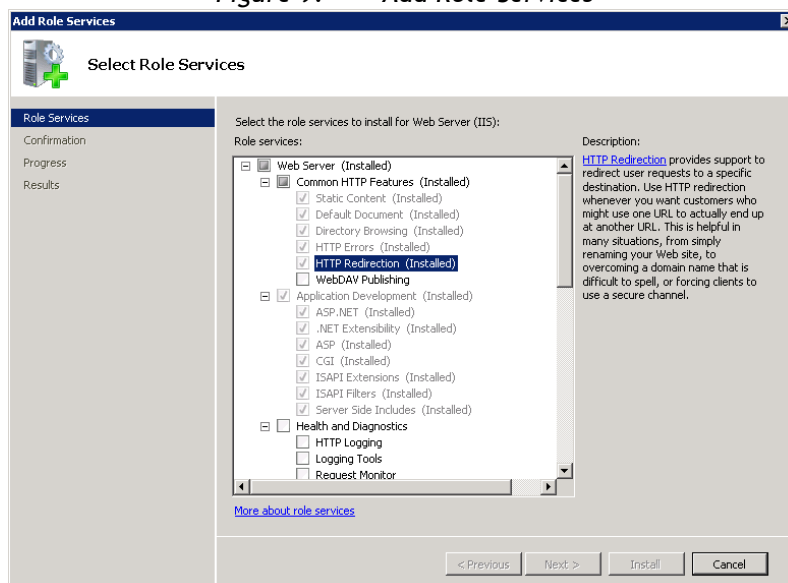 Figure 9. Add Role Services
Add Role Services
Select Role Services
Role Services
Confirmation
Progress
Results
Select the role services to install for Web Server (IIS):
Role services:
Web Server (Installed)
Common HTTP Features (Installed)
Static Content (Installed)
Default Document (Installed)
Directory Browsing (Installed)
HTTP Errors (Installed)
HTTP Redirection (Installed)
WebDAV Publishing
Application Development (Installed)
ASP.NET (Installed)
.NET Extensibility (Installed)
ASP (Installed)
CGI (Installed)
ISAPI Extensions (Installed)
ISAPI Filters (Installed)
Server Side Includes (Installed)
Health and Diagnostics
HTTP Logging
Logging Tools
Request Monitor
More about role services
Description:
HTTP Redirection provides support to
redirect user requests to a specific
destination. Use HTTP redirection
whenever you want customers who
might use one URL to actually end up
at another URL. This is helpful in
many situations, from simply
renaming your Web site, to
overcoming a domain name that is
difficult to spell, or forcing clients to
use a secure channel.
< Previous
Next >
Install
Cancel